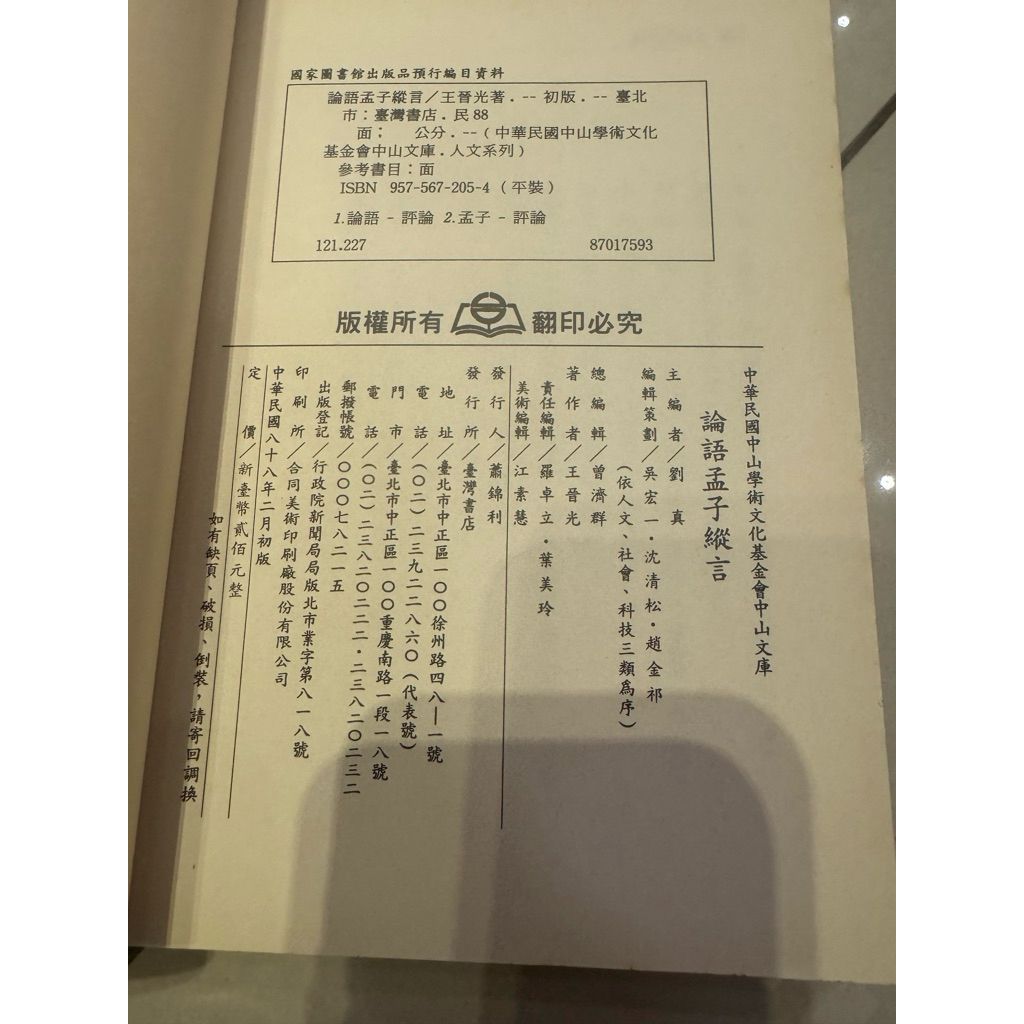 國家圖書館出版品預行編目資料
論語孟子縱言/王晉光著. -- 初版. -- 臺北
市:臺灣書店. 民88
面; 公分. --(中華民國中山學術文化
基金會中山文庫. 人文系列)
參考書目:面
ISBN 957-567-205-4(平裝)
1.論語 - 評論 2.孟子 - 評論
121.227 87017593
版權所有 翻印必究
中華民國中山學術文化基金會中山文庫
論語孟子縱言
主編者/劉真
編輯策劃/吳宏一・沈清松・趙金祁
(依人文、社會、科技三類為序)
總編輯/曾濟群
著作者/王晉光
責任編輯/羅卓立・葉美玲
美術編輯/江素慧
發行人/蕭錦利
發行所/臺灣書店
地址/臺北市中正區一〇〇徐州路四八—一號
電話/(〇二)二三九二二八六〇(代表號)
門市/臺北市中正區一〇〇重慶南路一段一八號
電話/(〇二)二三八二〇二二二・二三八二〇二三二
郵撥帳號/〇〇〇七八二一五
出版登記/行政院新聞局局版北市業字第八一八號
印刷所/合同美術印刷廠股份有限公司
中華民國八十八年二月初版
定價/新臺幣貳佰元整
如有缺頁、破損、倒裝,請寄回調換